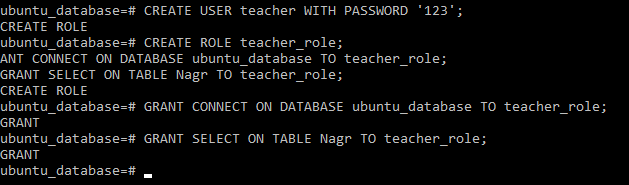 ubuntu_database=# CREATE USER teacher WITH PASSWORD '123';
CREATE ROLE
ubuntu_database=# CREATE ROLE teacher_role;
ANT CONNECT ON DATABASE ubuntu_database TO teacher_role;
GRANT SELECT ON TABLE Nagr TO teacher_role;
CREATE ROLE
ubuntu_database=# GRANT CONNECT ON DATABASE ubuntu_database TO teacher_role;
GRANT
ubuntu_database=# GRANT SELECT ON TABLE Nagr TO teacher_role;
GRANT
ubuntu_database=#